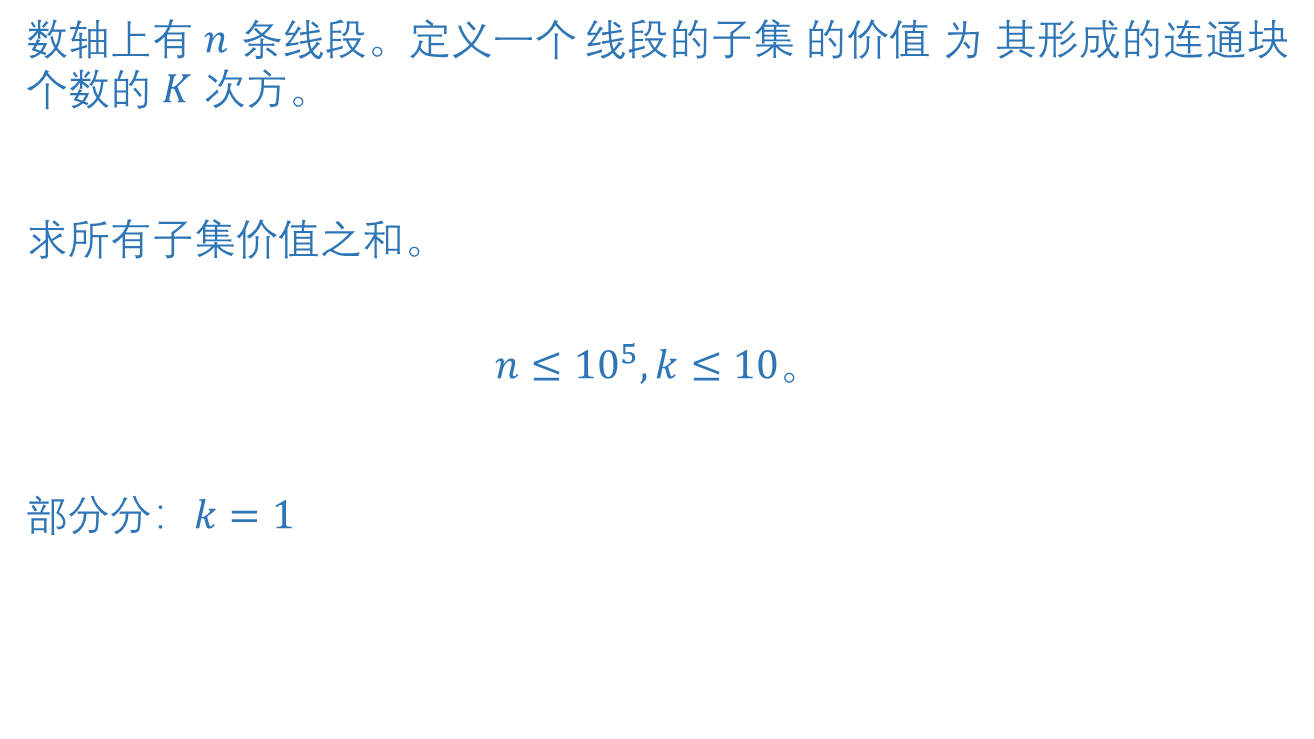 数轴上有 n 条线段。定义一个 线段的子集 的价值 为 其形成的连通块
个数的 K 次方。
求所有子集价值之和。
n ≤ 10⁵, k ≤ 10。
部分分：k = 1